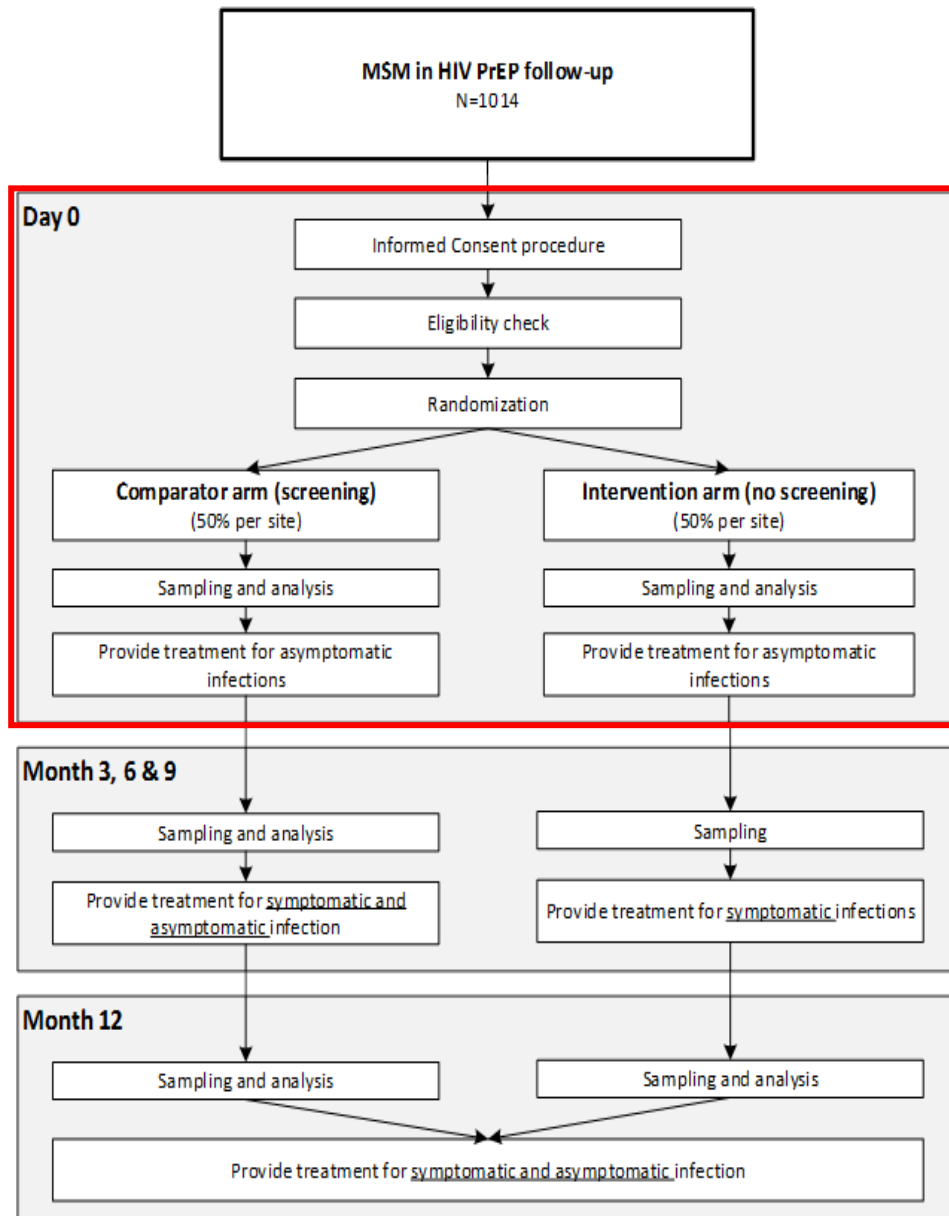 MSM in HIV PrEP follow-up
N=1014
Day 0
Informed Consent procedure
Eligibility check
Randomization
Comparator arm (screening)
(50% per site)
Intervention arm (no screening)
(50% per site)
Sampling and analysis
Sampling and analysis
Provide treatment for asymptomatic
infections
Provide treatment for asymptomatic
infections
Month 3, 6 & 9
Sampling and analysis
Sampling
Provide treatment for symptomatic and
asymptomatic infection
Provide treatment for symptomatic infections
Month 12
Sampling and analysis
Sampling and analysis
Provide treatment for symptomatic and asymptomatic infection